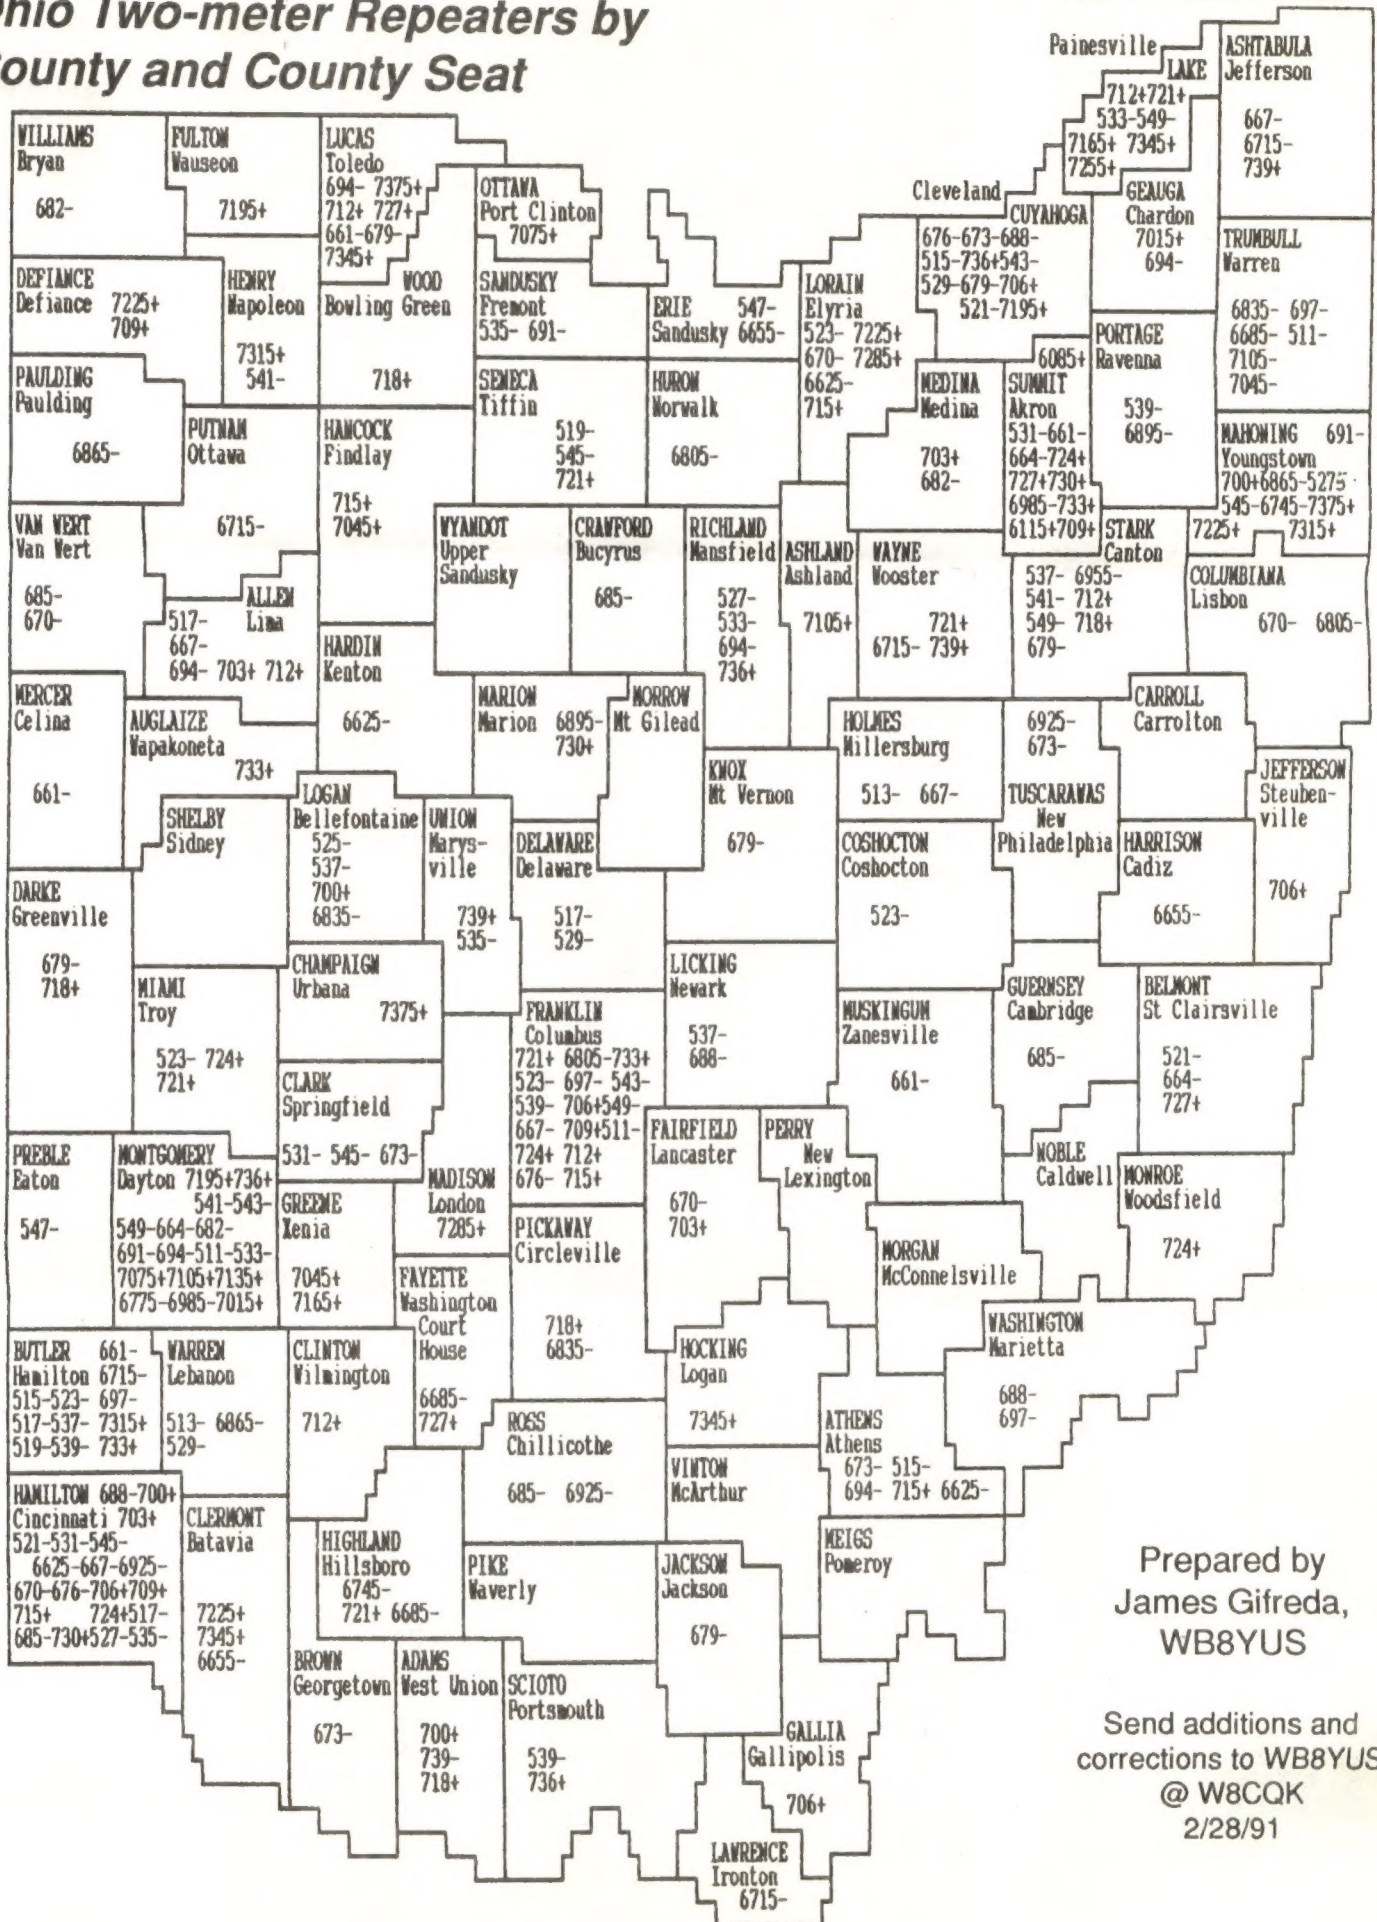 hio Two-meter Repeaters by
ounty and County Seat
WILLIAMS
Bryan
682-
FULTON
Wauseon
7195+
LUCAS
Toledo
694- 7375+
712+ 727+
661-679-
7345+
WOOD
Bowling Green
718+
OTTAWA
Port Clinton
7075+
SANDUSKY
Fremont
535- 691-
ERIE 547-
Sandusky 6655-
LORAIN
Elyria
523- 7225+
670- 7285+
6625-
715+
Cleveland
CUYAHOGA
676-673-688-
515-736+543-
529-679-706+
521-7195+
Painesville
LAKE
712+721+
533-549-
7165+ 7345+
7255+
GEAUGA
Chardon
7015+
694-
ASHTABULA
Jefferson
667-
6715-
739+
TRUMBULL
Warren
6835- 697-
6685- 511-
7105-
7045-
DEFIANCE
Defiance 7225+
709+
HENRY
Napoleon
7315+
541-
PAULDING
Paulding
6865-
PUTNAM
Ottawa
6715-
HANCOCK
Findlay
715+
7045+
SENECA
Tiffin
519-
545-
721+
HURON
Norwalk
6805-
MEDINA
Medina
703+
682-
6085+
SUMMIT
Akron
531-661-
664-724+
727+730+
6985-733+
6115+709+
PORTAGE
Ravenna
539-
6895-
MAHONING 691-
Youngstown
700+6865-5275-
545-6745-7375+
7225+ 7315+
VAN WERT
Van Wert
685-
670-
ALLEN
517- Lima
667-
694- 703+ 712+
HARDIN
Kenton
6625-
WYANDOT
Upper
Sandusky
CRAWFORD
Bucyrus
685-
RICHLAND
Mansfield
527-
533-
694-
736+
ASHLAND
Ashland
7105+
WAYNE
Wooster
721+
6715- 739+
STARK
Canton
537- 6955-
541- 712+
549- 718+
679-
COLUMBIANA
Lisbon
670- 6805-
MERCER
Celina
661-
AUGLAIZE
Wapakoneta
733+
MARION
Marion 6895-
730+
MORROW
Mt Gilead
KNOX
Mt Vernon
679-
HOLMES
Millersburg
513- 667-
6925-
673-
TUSCARAWAS
New
Philadelphia
CARROLL
Carrolton
JEFFERSON
Steuben-
ville
706+
SHELBY
Sidney
LOGAN
Bellefontaine
525-
537-
700+
6835-
UNION
Marys-
ville
739+
535-
DELAWARE
Delaware
517-
529-
COSHOCTON
Coshocton
523-
HARRISON
Cadiz
6655-
DARKE
Greenville
679-
718+
MIAMI
Troy
523- 724+
721+
CHAMPAIGN
Urbana
7375+
CLARK
Springfield
531- 545- 673-
FRANKLIN
Columbus
721+ 6805-733+
523- 697- 543-
539- 706+549-
667- 709+511-
724+ 712+
676- 715+
LICKING
Newark
537-
688-
MUSKINGUM
Zanesville
661-
GUERNSEY
Cambridge
685-
BELMONT
St Clairsville
521-
664-
727+
PREBLE
Eaton
547-
MONTGOMERY
Dayton 7195+736+
541-543-
549-664-682-
691-694-511-533-
7075+7105+7135+
6775-6985-7015+
GREENE
Xenia
7045+
7165+
MADISON
London
7285+
FAYETTE
Washington
Court
House
6685-
727+
PICKAWAY
Circleville
718+
6835-
FAIRFIELD
Lancaster
670-
703+
PERRY
New
Lexington
MORGAN
McConnelsville
NOBLE
Caldwell
MONROE
Woodsfield
724+
WASHINGTON
Marietta
688-
697-
BUTLER 661-
Hamilton 6715-
515-523- 697-
517-537- 7315+
519-539- 733+
WARREN
Lebanon
513- 6865-
529-
CLINTON
Wilmington
712+
ROSS
Chillicothe
685- 6925-
HOCKING
Logan
7345+
VINTON
McArthur
ATHENS
Athens
673- 515-
694- 715+ 6625-
HAMILTON 688-700+
Cincinnati 703+
521-531-545-
6625-667-6925-
670-676-706+709+
715+ 724+517-
685-730+527-535-
CLERMONT
Batavia
7225+
7345+
6655-
HIGHLAND
Hillsboro
6745-
721+ 6685-
PIKE
Waverly
JACKSON
Jackson
679-
MEIGS
Pomeroy
BROWN
Georgetown
673-
ADAMS
West Union
700+
739-
718+
SCIOTO
Portsmouth
539-
736+
GALLIA
Gallipolis
706+
LAWRENCE
Ironton
6715-
Prepared by
James Gifreda,
WB8YUS
Send additions and
corrections to WB8YUS
@ W8CQK
2/28/91